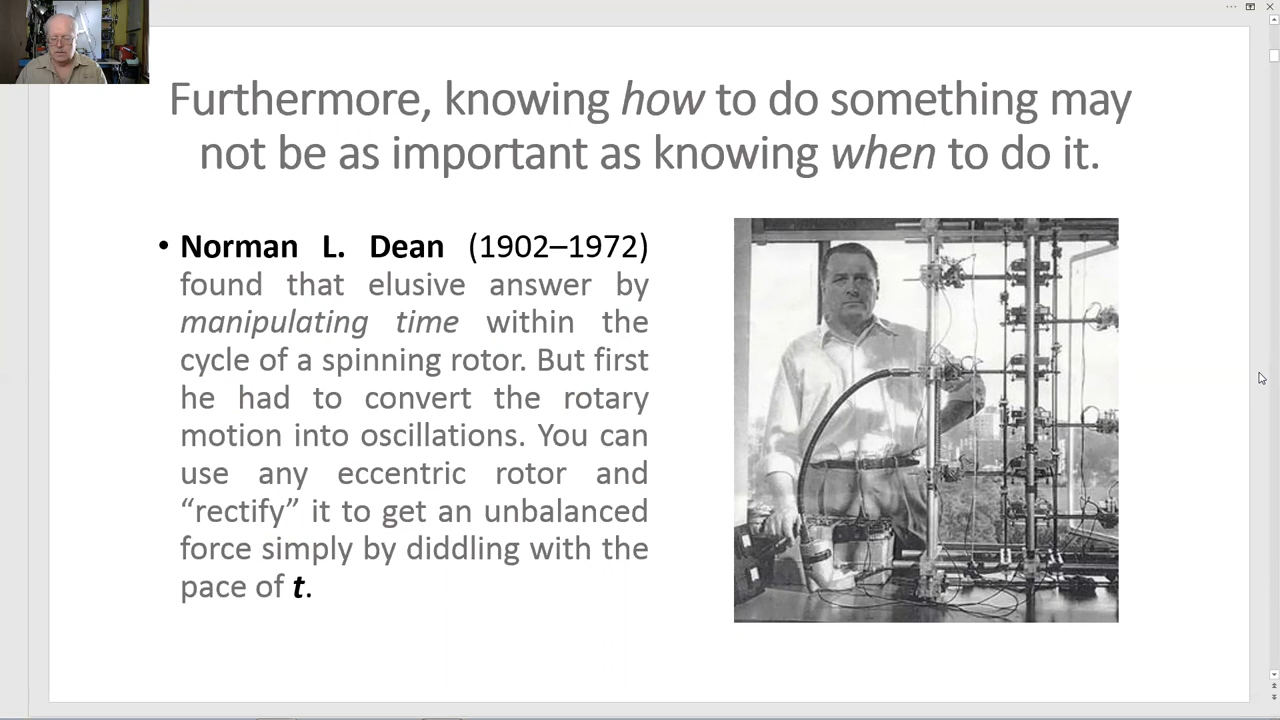 Furthermore, knowing how to do something may
not be as important as knowing when to do it.
• Norman L. Dean (1902–1972)
found that elusive answer by
manipulating time within the
cycle of a spinning rotor. But first
he had to convert the rotary
motion into oscillations. You can
use any eccentric rotor and
“rectify” it to get an unbalanced
force simply by diddling with the
pace of t.